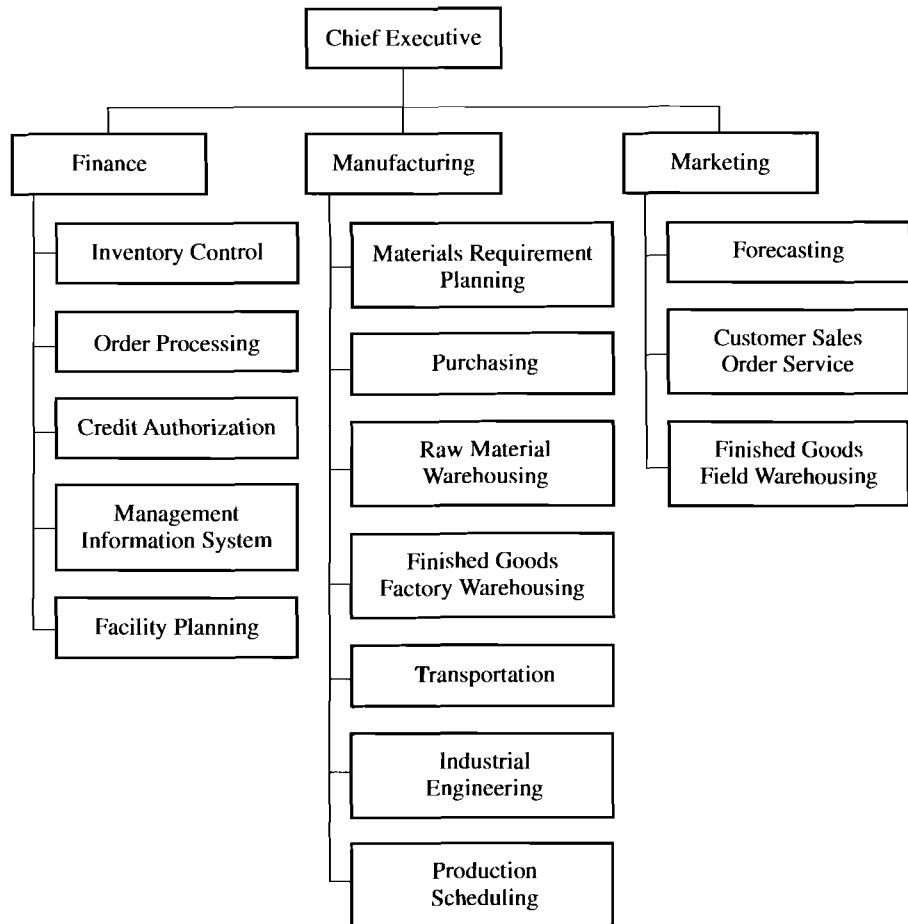 Chief Executive
Finance
Manufacturing
Marketing
Inventory Control
Order Processing
Credit Authorization
Management
Information System
Facility Planning
Materials Requirement
Planning
Purchasing
Raw Material
Warehousing
Finished Goods
Factory Warehousing
Transportation
Industrial
Engineering
Production
Scheduling
Forecasting
Customer Sales
Order Service
Finished Goods
Field Warehousing